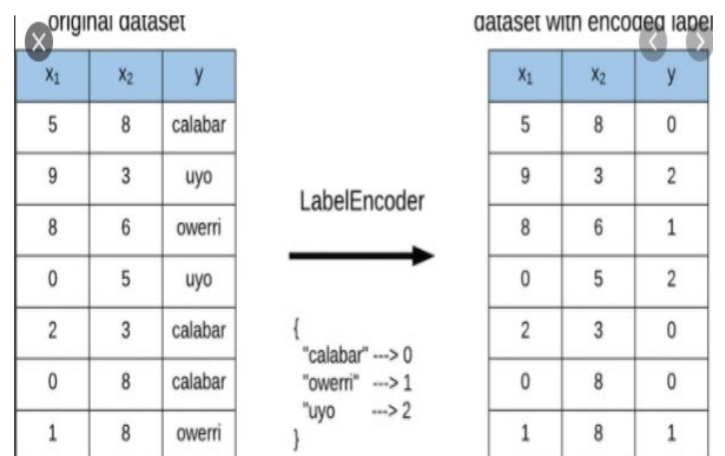 original dataset
x₁ x₂ y
5 8 calabar
9 3 uyo
8 6 owerri
0 5 uyo
2 3 calabar
0 8 calabar
1 8 owerri
LabelEncoder
{
"calabar" ---> 0
"owerri" ---> 1
"uyo ---> 2
}
dataset with encoded label
x₁ x₂ y
5 8 0
9 3 2
8 6 1
0 5 2
2 3 0
0 8 0
1 8 1